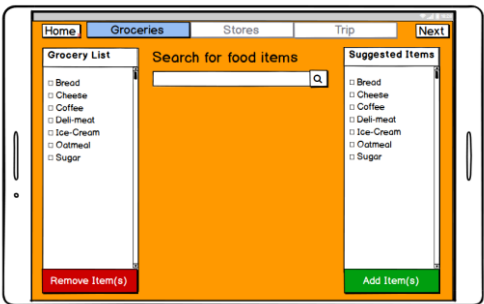 Home Groceries Stores Trip Next
Grocery List
Bread
Cheese
Coffee
Deli-meat
Ice-Cream
Oatmeal
Sugar
Remove Item(s)
Search for food items
Suggested Items
Bread
Cheese
Coffee
Deli-meat
Ice-Cream
Oatmeal
Sugar
Add Item(s)